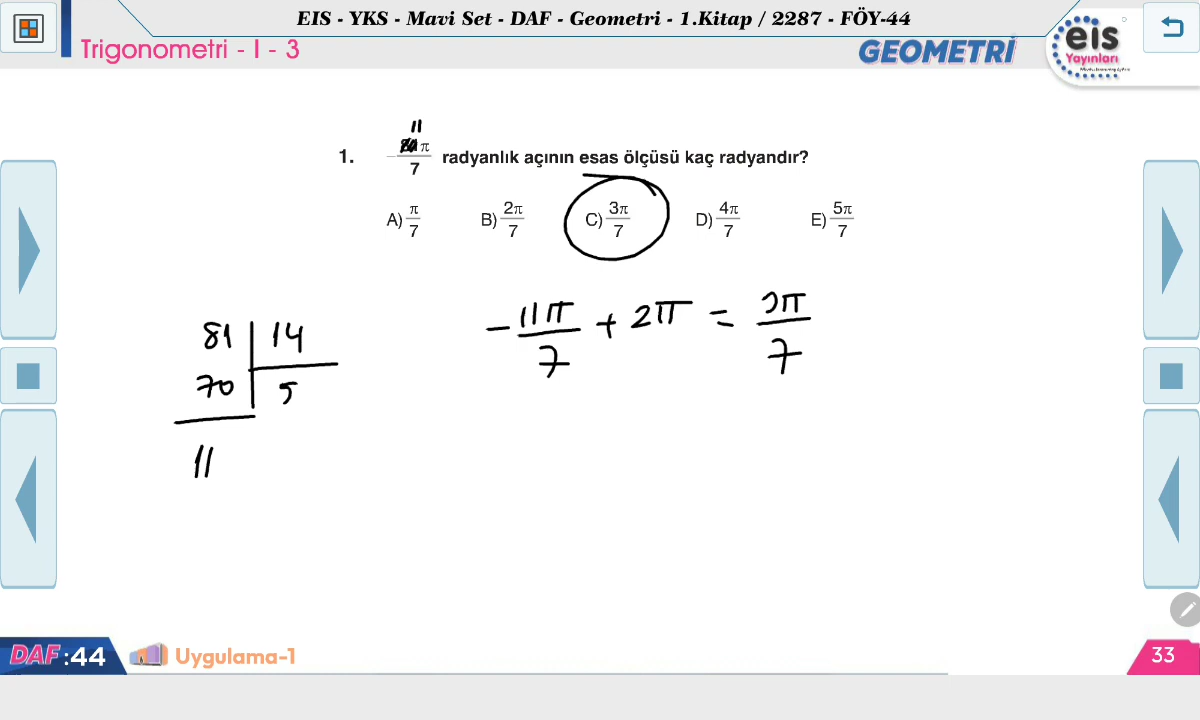 EIS - YKS - Mavi Set - DAF - Geometri - 1.Kitap / 2287 - FÖY-44
Trigonometri - I - 3
GEOMETRİ
eis
Yayınları
11
1. -π/7 radyanlık açının esas ölçüsü kaç radyandır?
A) π/7 B) 2π/7 C) 3π/7 D) 4π/7 E) 5π/7
-11π/7 + 2π = 3π/7
81 | 14
70 | 5
11
DAF :44 Uygulama-1
33